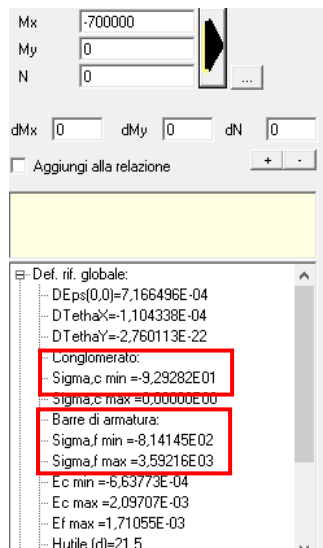 Mx -700000
My 0
N 0 ...
dMx 0 dMy 0 dN 0
Aggiungi alla relazione + -
Def. rif. globale:
DEps(0,0)=7,166496E-04
DTethaX=-1,104338E-04
DTethaY=-2,760113E-22
Conglomerato:
Sigma,c min =-9,29282E01
Sigma,c max =0,00000E00
Barre di armatura:
Sigma,f min =-8,14145E02
Sigma,f max =3,59216E03
Ec min =-6,63773E-04
Ec max =2,09707E-03
Ef max =1,71055E-03
Hutile (d)=21,5